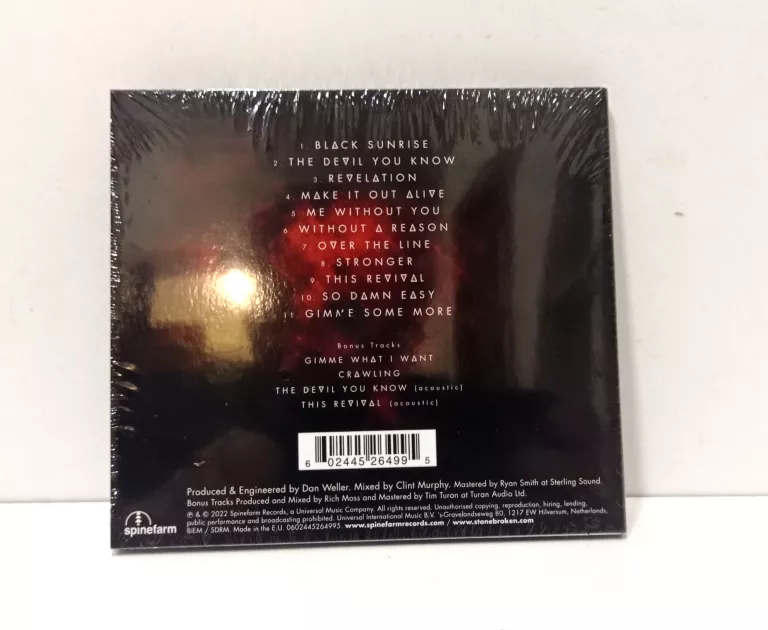 1. BLACK SUNRISE
2. THE DEVIL YOU KNOW
3. REVELATION
4. MAKE IT OUT ALIVE
5. ME WITHOUT YOU
6. WITHOUT A REASON
7. OVER THE LINE
8. STRONGER
9. THIS REVIVAL
10. SO DAMN EASY
11. GIMME SOME MORE
Bonus Tracks
GIMME WHAT I WANT
CRAWLING
THE DEVIL YOU KNOW (acoustic)
THIS REVIVAL (acoustic)
6 02445 26499 5
Produced & Engineered by Dan Weller. Mixed by Clint Murphy. Mastered by Ryan Smith at Sterling Sound.
Bonus Tracks Produced and Mixed by Rich Moss and Mastered by Tim Turan at Turan Audio Ltd.
℗ & © 2022 Spinefarm Records, a Universal Music Company. All rights reserved. Unauthorised copying, reproduction, hiring, lending,
public performance and broadcasting prohibited. Universal International Music B.V. 's-Gravelandseweg 80, 1217 EW Hilversum, Netherlands,
BIEM / SDRM. Made in the E.U. 0602445264995. www.spinefarmrecords.com / www.stonebroken.com
spinefarm